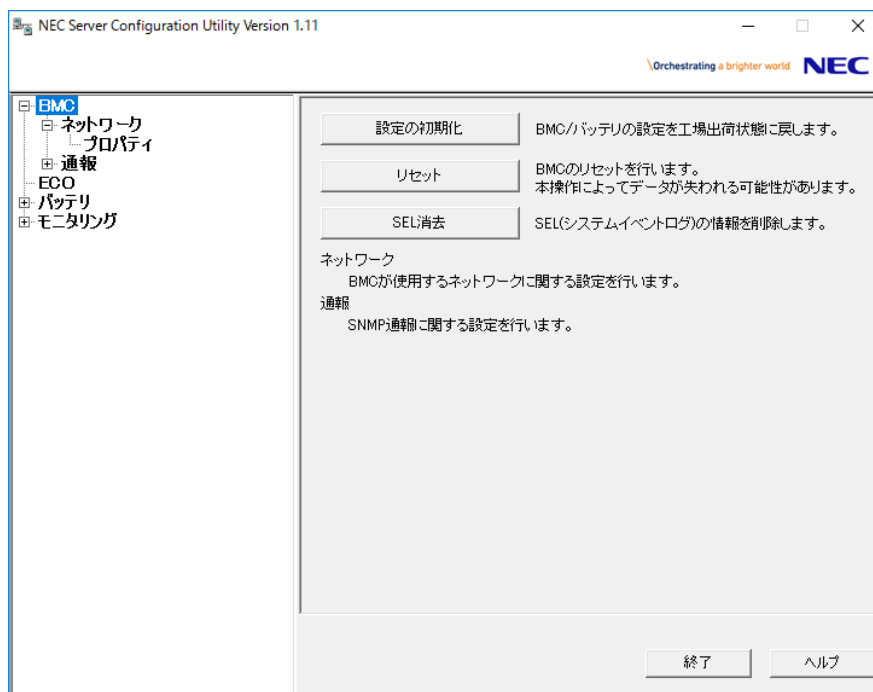 NEC Server Configuration Utility Version 1.11
\Orchestrating a brighter world NEC
BMC
ネットワーク
プロパティ
通報
ECO
バッテリ
モニタリング
設定の初期化
BMC/バッテリの設定を工場出荷状態に戻します。
リセット
BMCのリセットを行います。
本操作によってデータが失われる可能性があります。
SEL消去
SEL(システムイベントログ)の情報を削除します。
ネットワーク
BMCが使用するネットワークに関する設定を行います。
通報
SNMP通報に関する設定を行います。
終了
ヘルプ